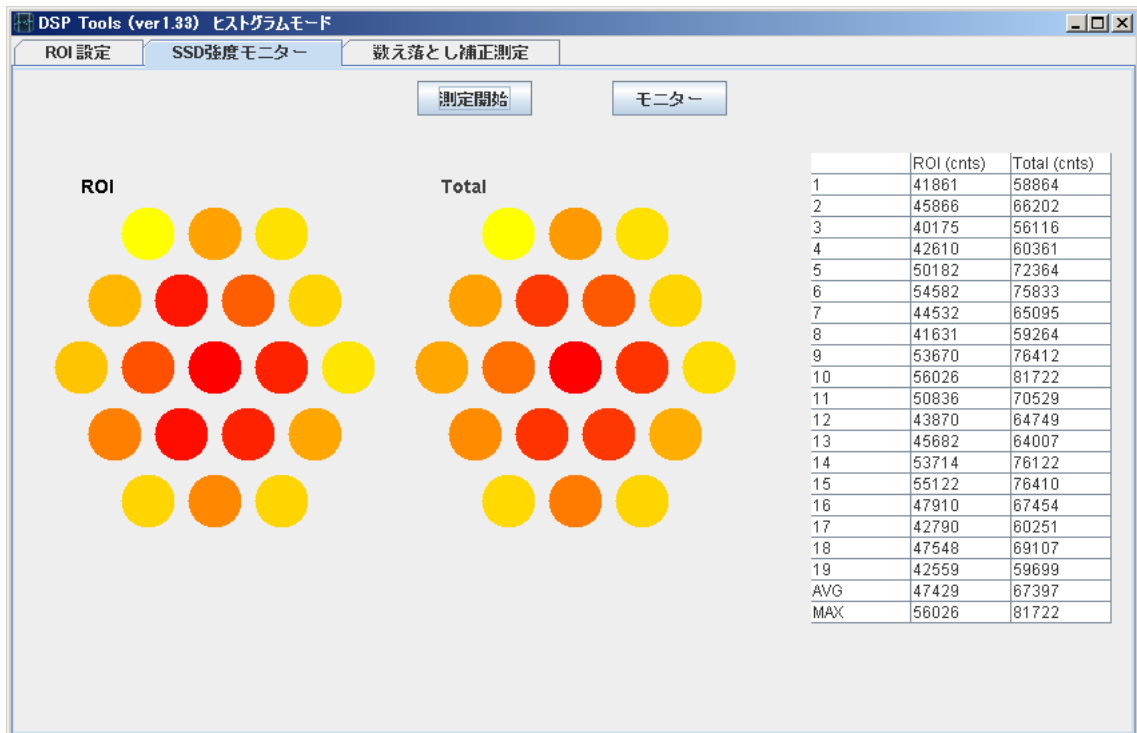 DSP Tools (ver1.33) ヒストグラムモード
ROI 設定 SSD強度モニター 数え落とし補正測定
測定開始 モニター
ROI Total
ROI (cnts) Total (cnts)
1 41861 58864
2 45866 66202
3 40175 56116
4 42610 60361
5 50182 72364
6 54582 75833
7 44532 65095
8 41631 59264
9 53670 76412
10 56026 81722
11 50836 70529
12 43870 64749
13 45682 64007
14 53714 76122
15 55122 76410
16 47910 67454
17 42790 60251
18 47548 69107
19 42559 59699
AVG 47429 67397
MAX 56026 81722